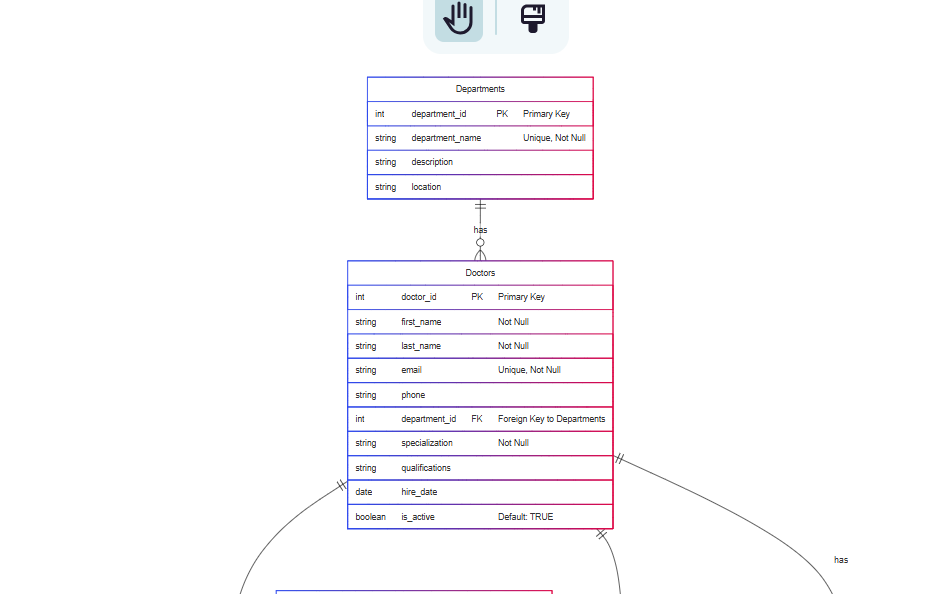 Departments
int department_id PK Primary Key
string department_name Unique, Not Null
string description
string location
has
Doctors
int doctor_id PK Primary Key
string first_name Not Null
string last_name Not Null
string email Unique, Not Null
string phone
int department_id FK Foreign Key to Departments
string specialization Not Null
string qualifications
date hire_date
boolean is_active Default: TRUE
has